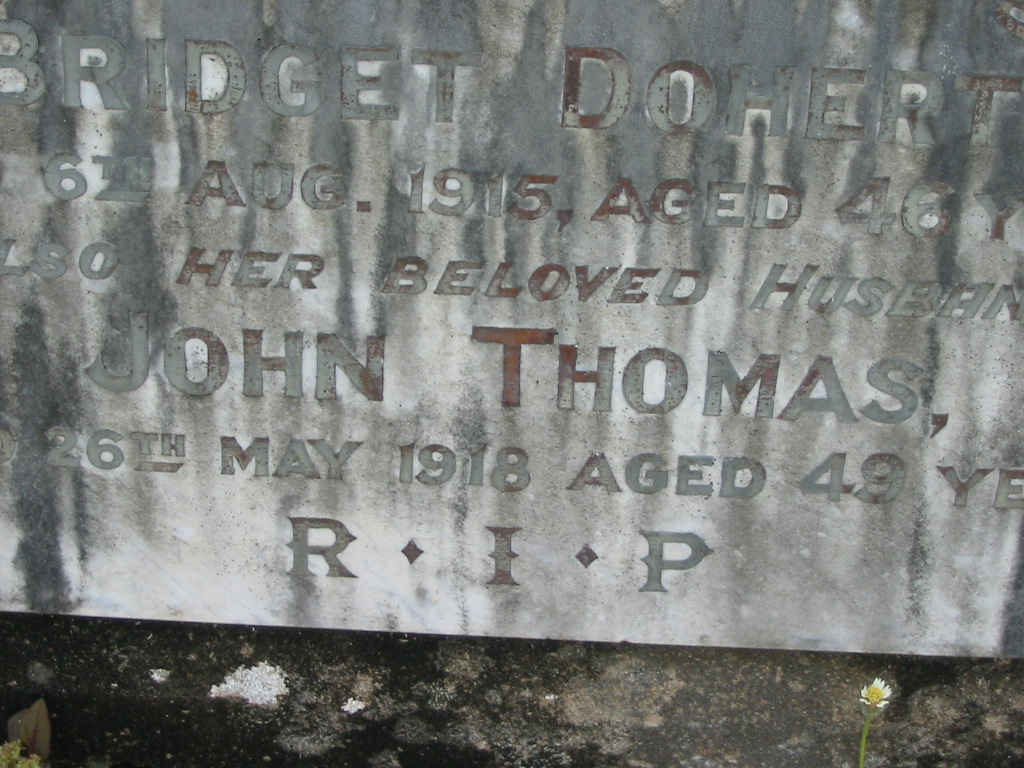 BRIDGET DOHERT
6TH AUG. 1915, AGED 46 Y
LSO HER BELOVED HUSBAN
JOHN THOMAS,
26TH MAY 1918 AGED 49 YE
R · I · P